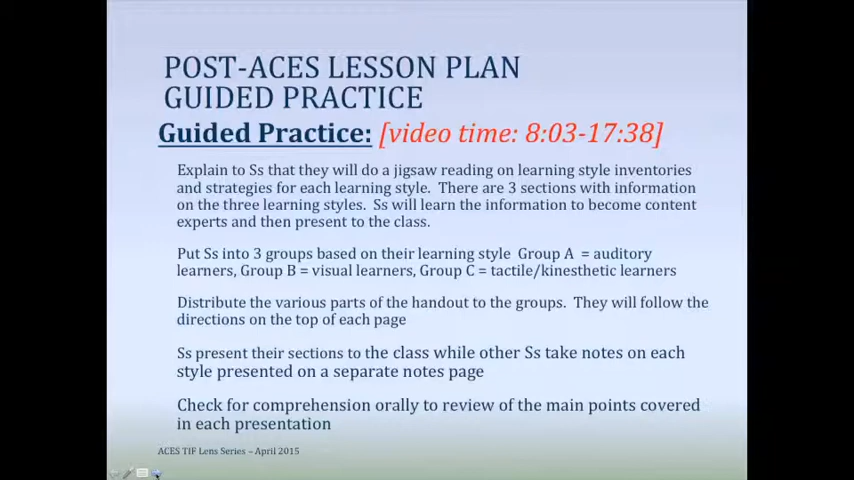 POST-ACES LESSON PLAN
GUIDED PRACTICE
Guided Practice: [video time: 8:03-17:38]
Explain to Ss that they will do a jigsaw reading on learning style inventories
and strategies for each learning style. There are 3 sections with information
on the three learning styles. Ss will learn the information to become content
experts and then present to the class.
Put Ss into 3 groups based on their learning style Group A = auditory
learners, Group B = visual learners, Group C = tactile/kinesthetic learners
Distribute the various parts of the handout to the groups. They will follow the
directions on the top of each page
Ss present their sections to the class while other Ss take notes on each
style presented on a separate notes page
Check for comprehension orally to review of the main points covered
in each presentation
ACES TIF Lens Series – April 2015